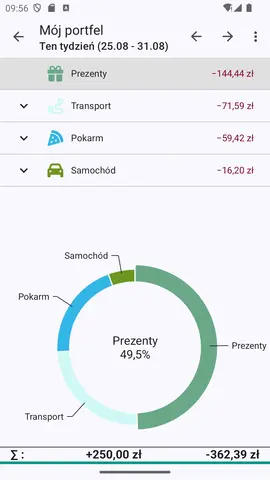 09:56
Mój portfel
Ten tydzień (25.08 - 31.08)
Prezenty −144,44 zł
Transport −71,59 zł
Pokarm −59,42 zł
Samochód −16,20 zł
Samochód
Pokarm
Prezenty
49,5%
Prezenty
Transport
∑ : +250,00 zł -362,39 zł